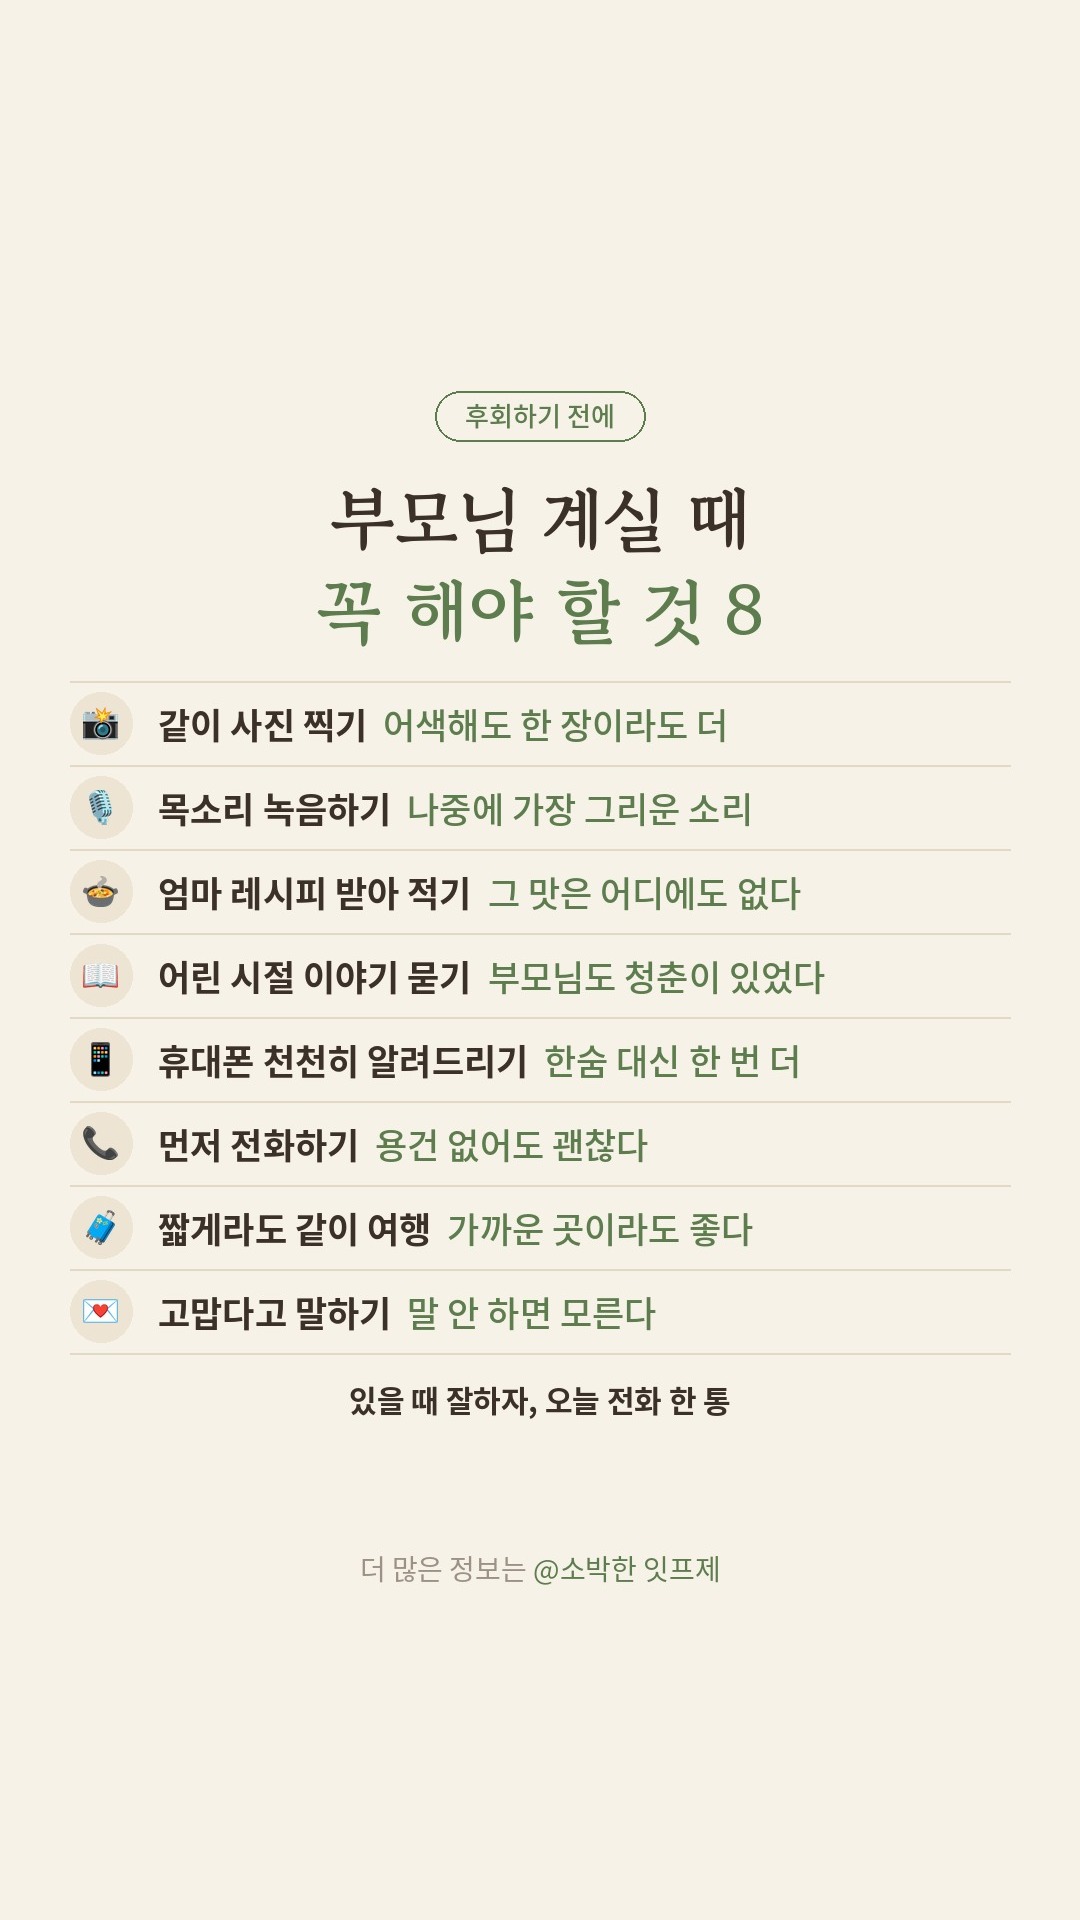 후회하기 전에
부모님 계실 때
꼭 해야 할 것 8
같이 사진 찍기 어색해도 한 장이라도 더
목소리 녹음하기 나중에 가장 그리운 소리
엄마 레시피 받아 적기 그 맛은 어디에도 없다
어린 시절 이야기 묻기 부모님도 청춘이 있었다
휴대폰 천천히 알려드리기 한숨 대신 한 번 더
먼저 전화하기 용건 없어도 괜찮다
짧게라도 같이 여행 가까운 곳이라도 좋다
고맙다고 말하기 말 안 하면 모른다
있을 때 잘하자, 오늘 전화 한 통
더 많은 정보는 @소박한 잇프제